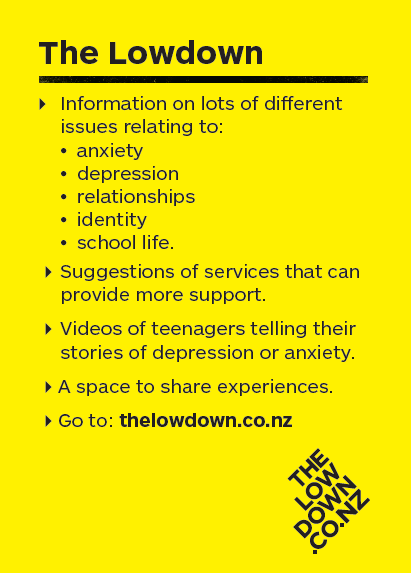 The Lowdown
Information on lots of different
issues relating to:
• anxiety
• depression
• relationships
• identity
• school life.
Suggestions of services that can
provide more support.
Videos of teenagers telling their
stories of depression or anxiety.
A space to share experiences.
Go to: thelowdown.co.nz
THE
LOW
DOWN
.CO.NZ